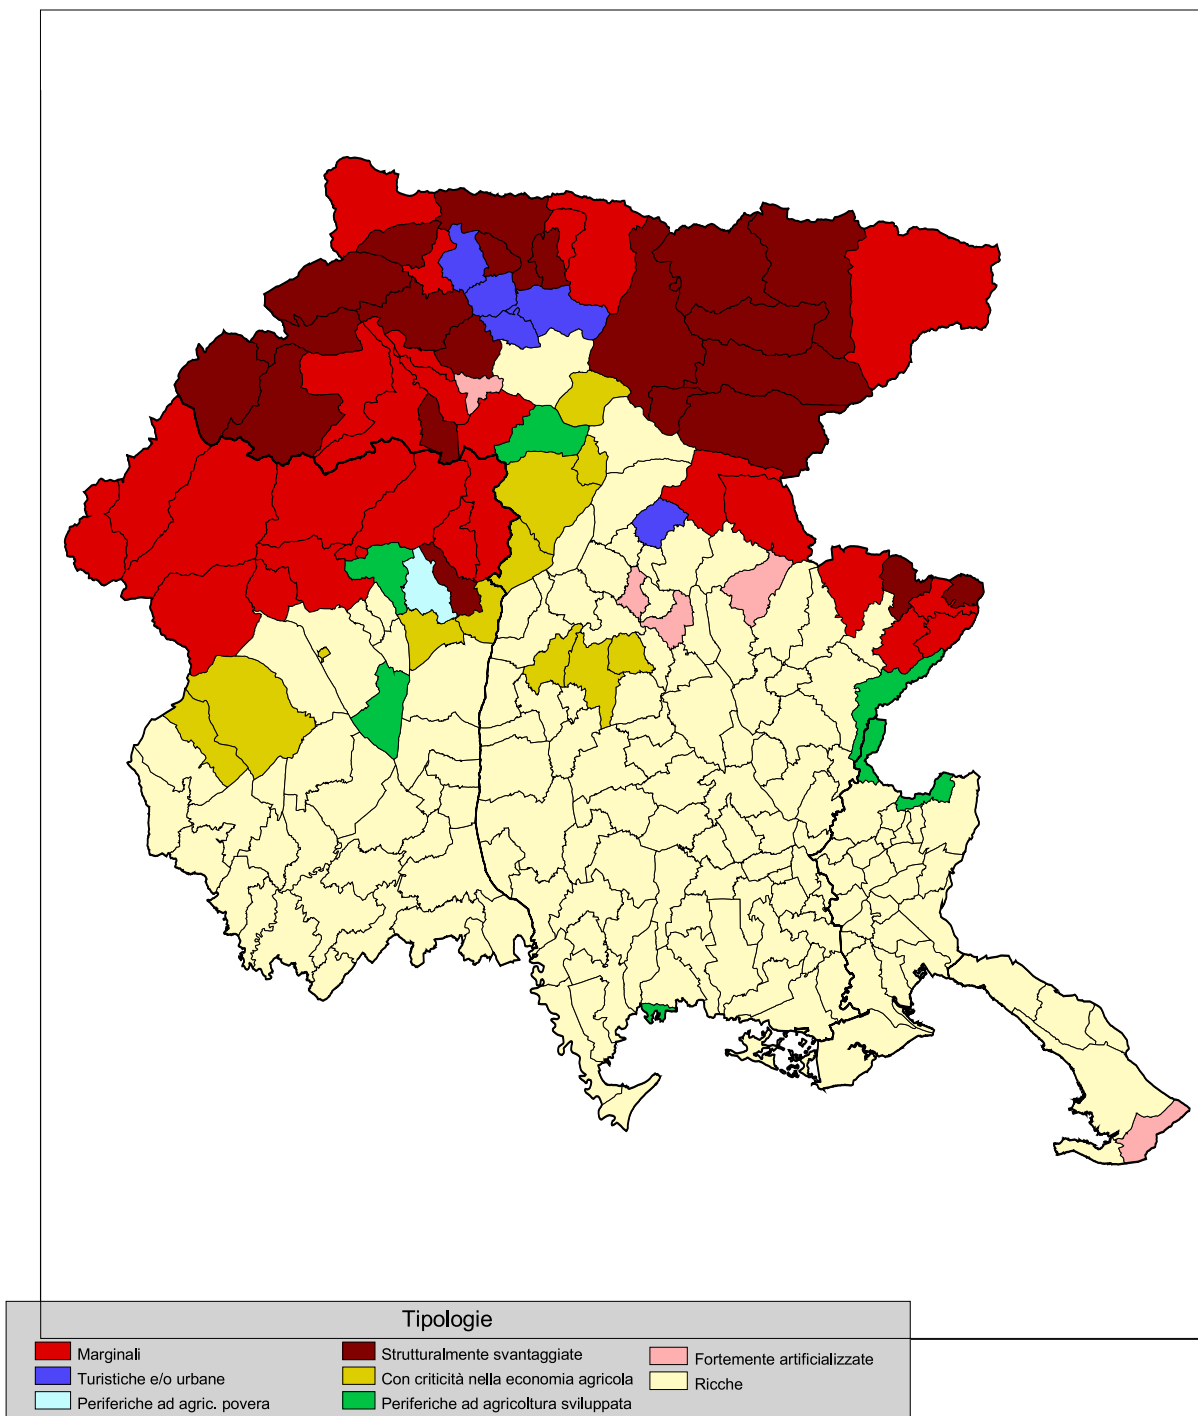 Tipologie
Marginali
Turistiche e/o urbane
Periferiche ad agric. povera
Strutturalmente svantaggiate
Con criticità nella economia agricola
Periferiche ad agricoltura sviluppata
Fortemente artificializzate
Ricche